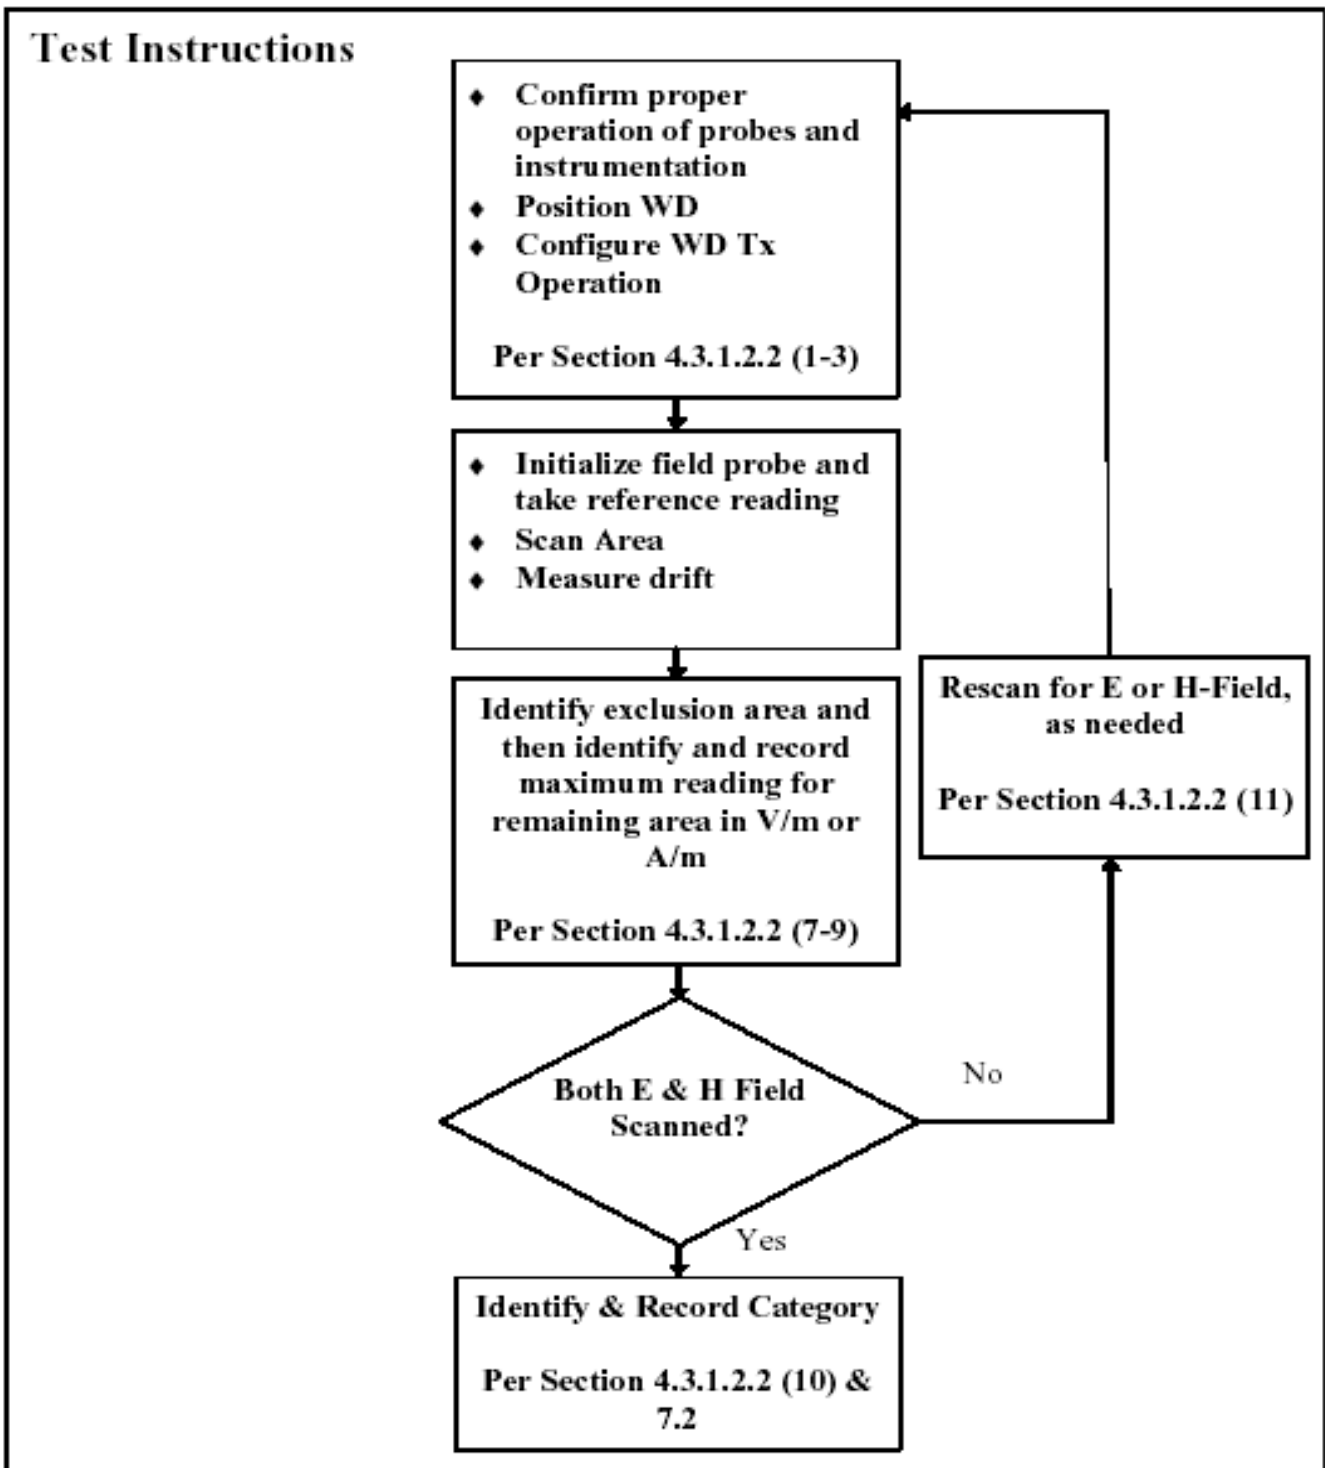 Test Instructions
♦ Confirm proper
operation of probes and
instrumentation
♦ Position WD
♦ Configure WD Tx
Operation
Per Section 4.3.1.2.2 (1-3)
♦ Initialize field probe and
take reference reading
♦ Scan Area
♦ Measure drift
Identify exclusion area and
then identify and record
maximum reading for
remaining area in V/m or
A/m
Per Section 4.3.1.2.2 (7-9)
Rescan for E or H-Field,
as needed
Per Section 4.3.1.2.2 (11)
Both E & H Field
Scanned?
No
Yes
Identify & Record Category
Per Section 4.3.1.2.2 (10) &
7.2